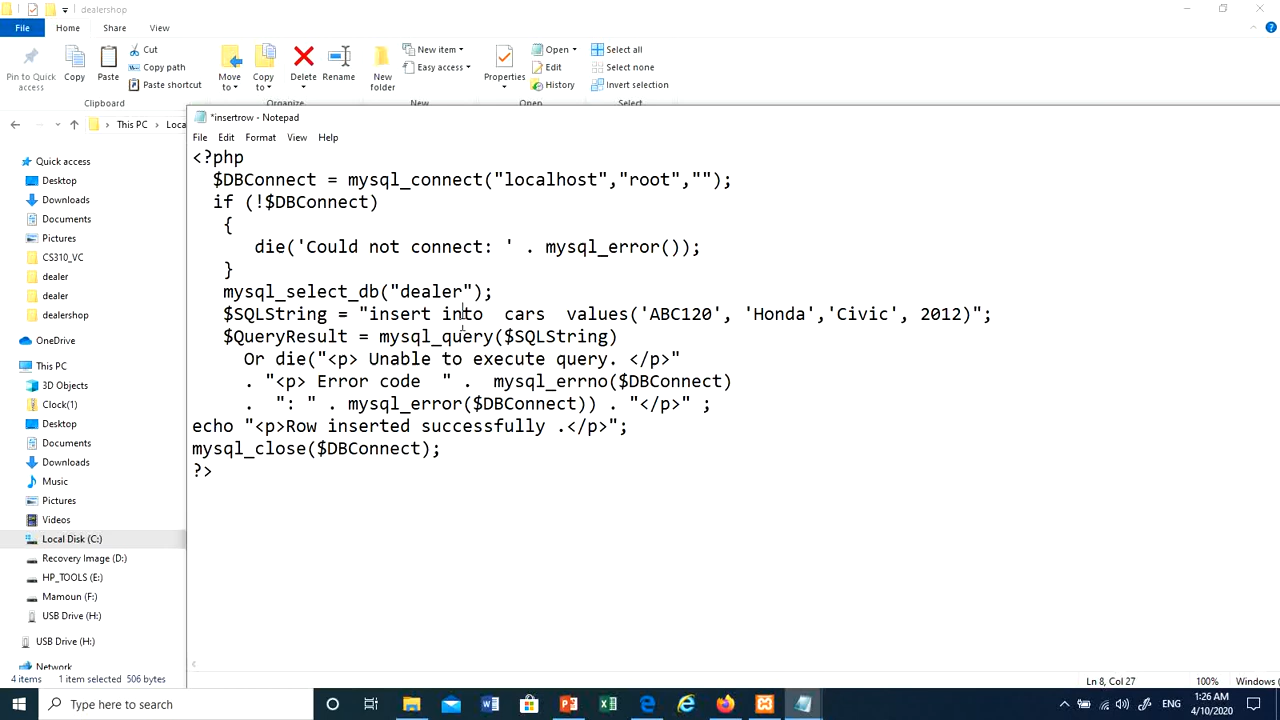 dealershop
File Home Share View
Pin to Quick access
Copy
Paste
Cut
Copy path
Paste shortcut
Move to
Copy to
Delete
Rename
New folder
New item
Easy access
Properties
Open
Edit
History
Select all
Select none
Invert selection
Clipboard Organize New Open Select
This PC Loca
*insertrow - Notepad
File Edit Format View Help
<?php
$DBConnect = mysql_connect("localhost","root","");
if (!$DBConnect)
{
die('Could not connect: ' . mysql_error());
}
mysql_select_db("dealer");
$SQLString = "insert into  cars  values('ABC120', 'Honda','Civic', 2012)";
$QueryResult = mysql_query($SQLString)
Or die("<p> Unable to execute query. </p>"
. "<p> Error code  " .  mysql_errno($DBConnect)
.  ": " . mysql_error($DBConnect)) . "</p>" ;
echo "<p>Row inserted successfully .</p>";
mysql_close($DBConnect);
?>
Quick access
Desktop
Downloads
Documents
Pictures
CS310_VC
dealer
dealer
dealershop
OneDrive
This PC
3D Objects
Clock(1)
Desktop
Documents
Downloads
Music
Pictures
Videos
Local Disk (C:)
Recovery Image (D:)
HP_TOOLS (E:)
Mamoun (F:)
USB Drive (H:)
USB Drive (H:)
Network
4 items 1 item selected 506 bytes
Ln 8, Col 27 100% Windows (
Type here to search
ENG
1:26 AM
4/10/2020